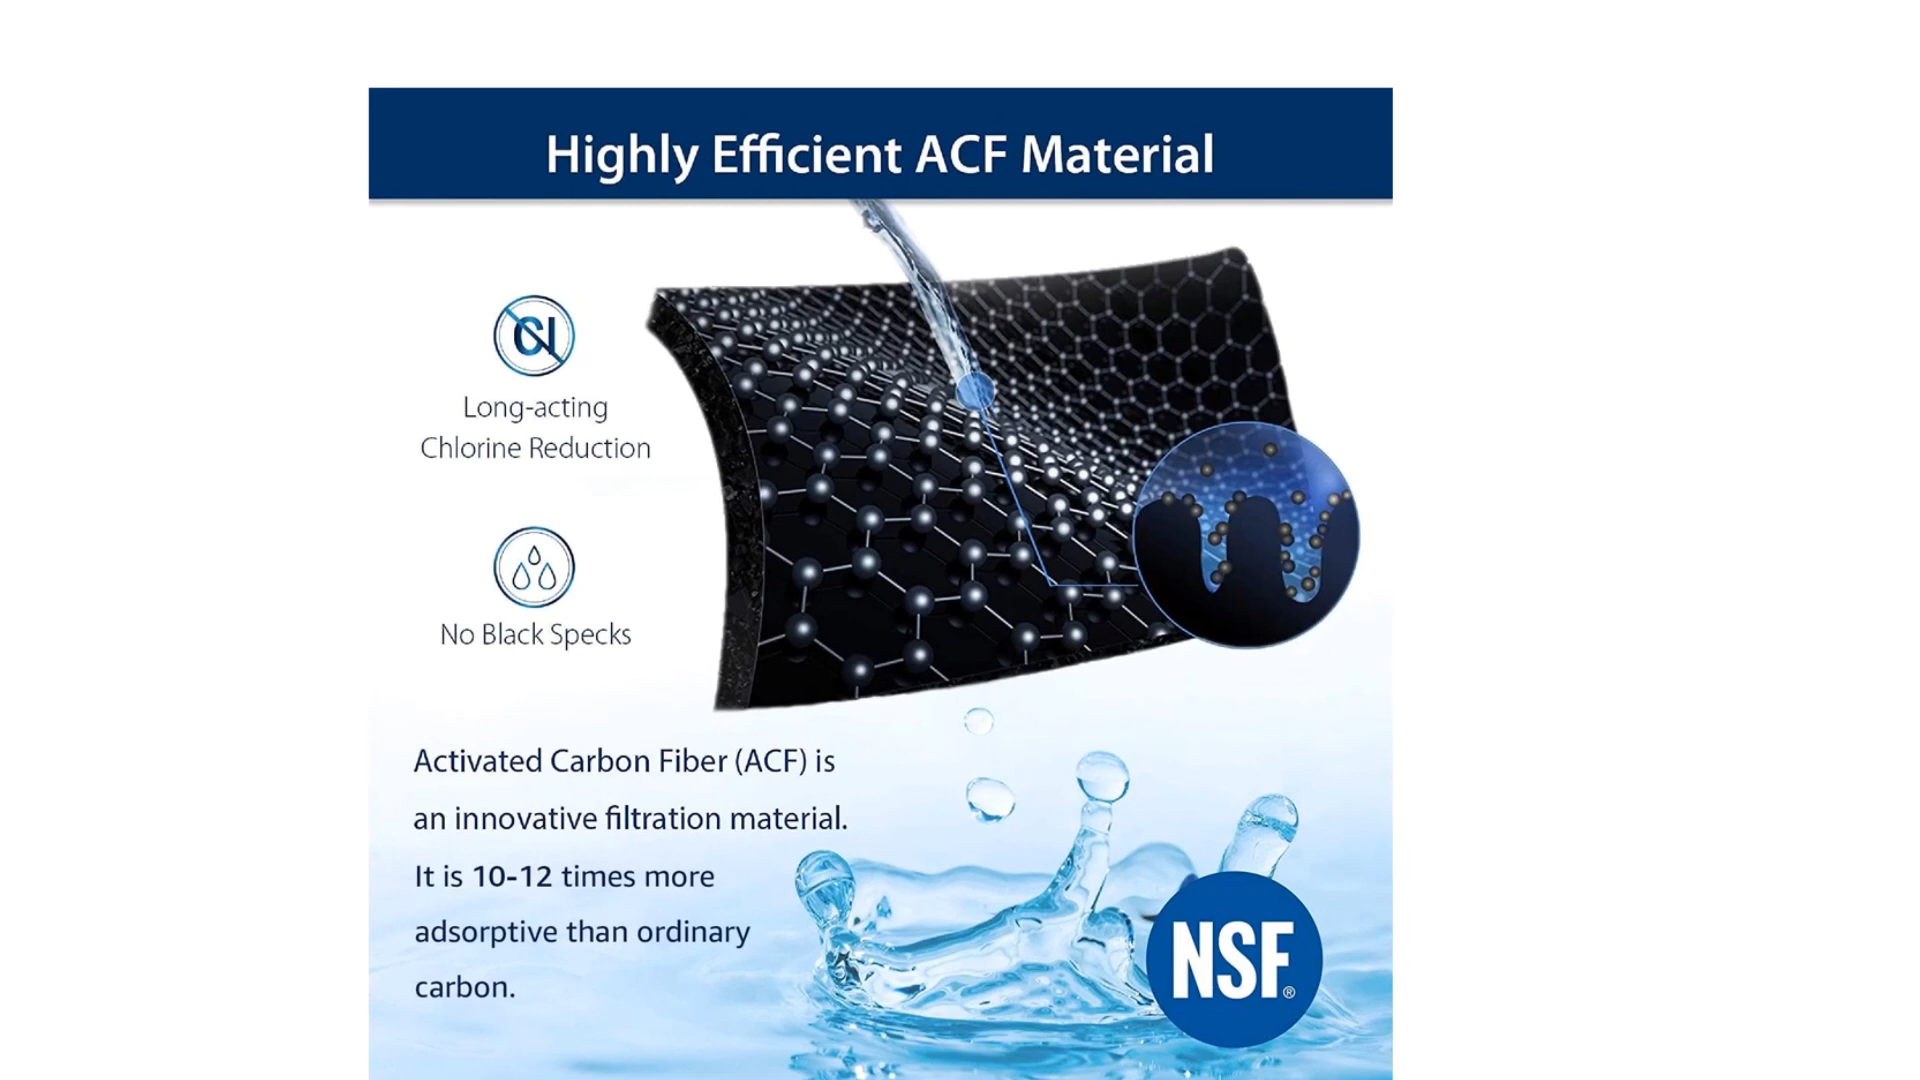 Highly Efficient ACF Material
Cl
Long-acting
Chlorine Reduction
No Black Specks
Activated Carbon Fiber (ACF) is
an innovative filtration material.
It is 10-12 times more
adsorptive than ordinary
carbon.
NSF®